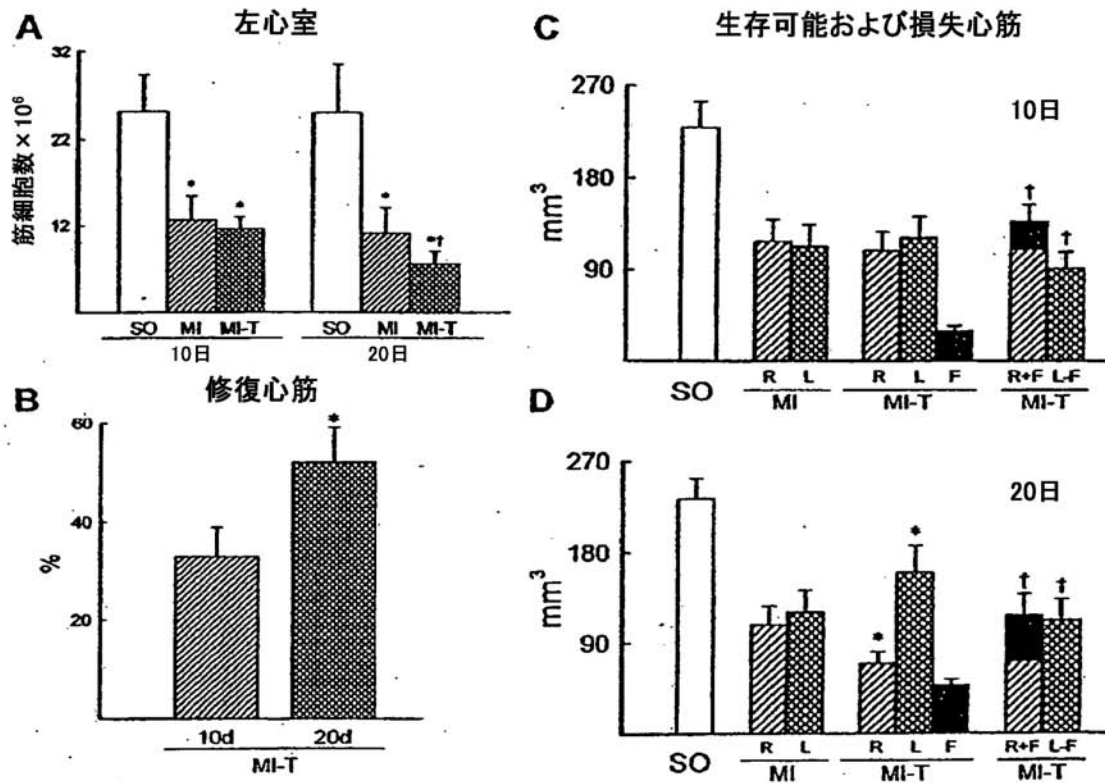 A
左心室
筋細胞数×10⁶
32
22
12
SO MI MI-T SO MI MI-T
* * * *†
10日 20日
B
修復心筋
%
60
40
20
*
10d 20d
MI-T
C
生存可能および損失心筋
10日
mm³
270
180
90
† †
R L R L F R+F L-F
SO MI MI-T MI-T
D
20日
mm³
270
180
90
* * † †
R L R L F R+F L-F
SO MI MI-T MI-T